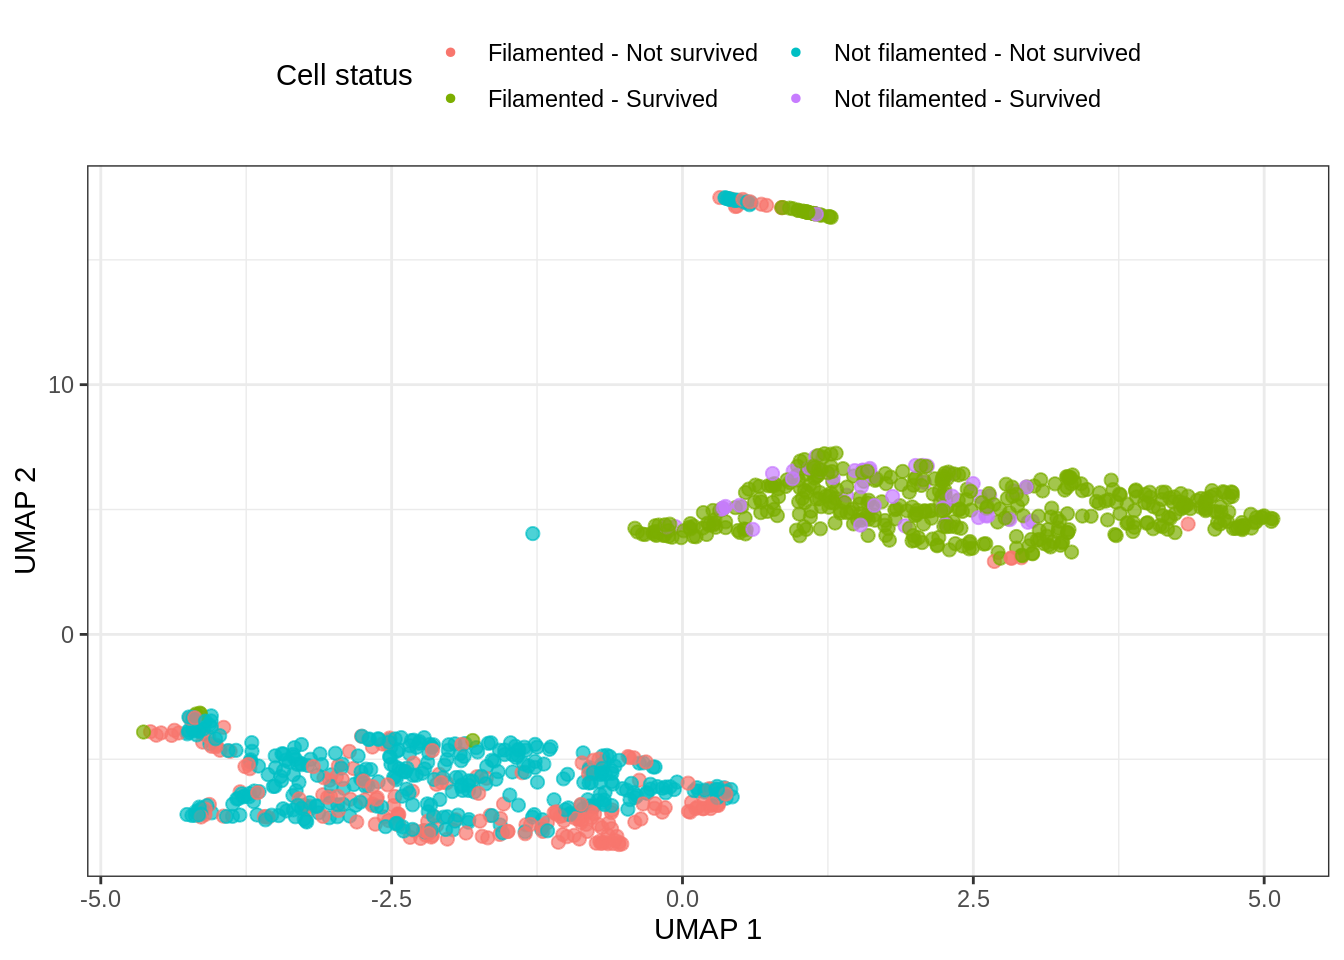 Cell status
Filamented - Not survived
Not filamented - Not survived
Filamented - Survived
Not filamented - Survived
UMAP 2
10
0
-5.0
-2.5
0.0
2.5
5.0
UMAP 1